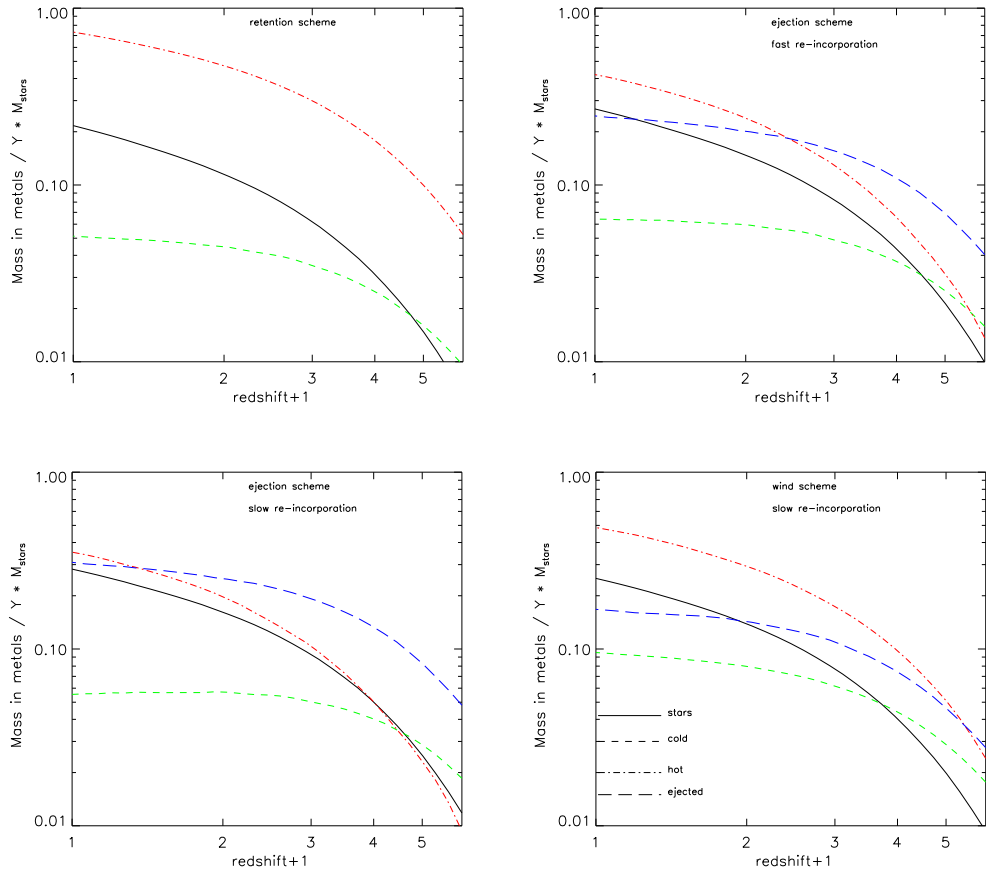 retention scheme
1.00
0.10
0.01
Mass in metals / Y * Mstars
1 2 3 4 5
redshift+1
ejection scheme
fast re-incorporation
1.00
0.10
0.01
Mass in metals / Y * Mstars
1 2 3 4 5
redshift+1
ejection scheme
slow re-incorporation
1.00
0.10
0.01
Mass in metals / Y * Mstars
1 2 3 4 5
redshift+1
wind scheme
slow re-incorporation
1.00
0.10
0.01
Mass in metals / Y * Mstars
stars
cold
hot
ejected
1 2 3 4 5
redshift+1